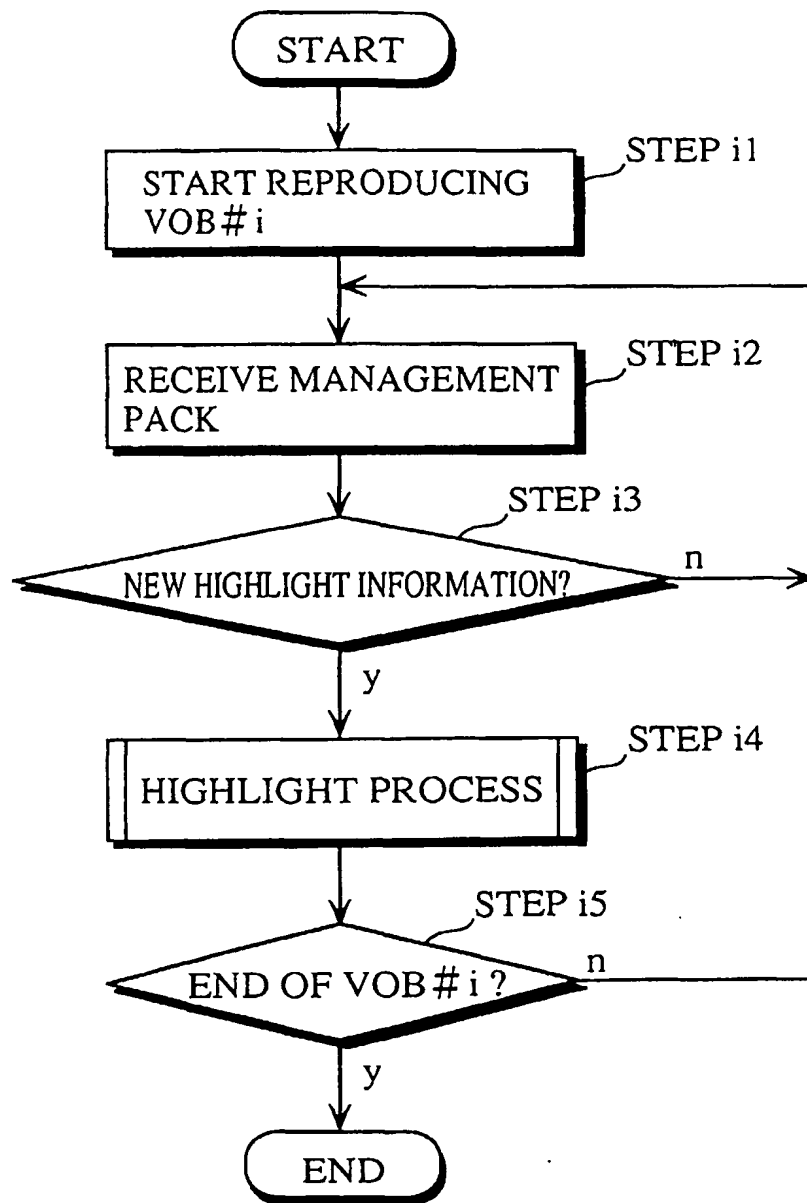 START
STEP i1
START REPRODUCING
VOB# i
STEP i2
RECEIVE MANAGEMENT
PACK
STEP i3
NEW HIGHLIGHT INFORMATION?
n
y
STEP i4
HIGHLIGHT PROCESS
STEP i5
END OF VOB# i ?
n
y
END